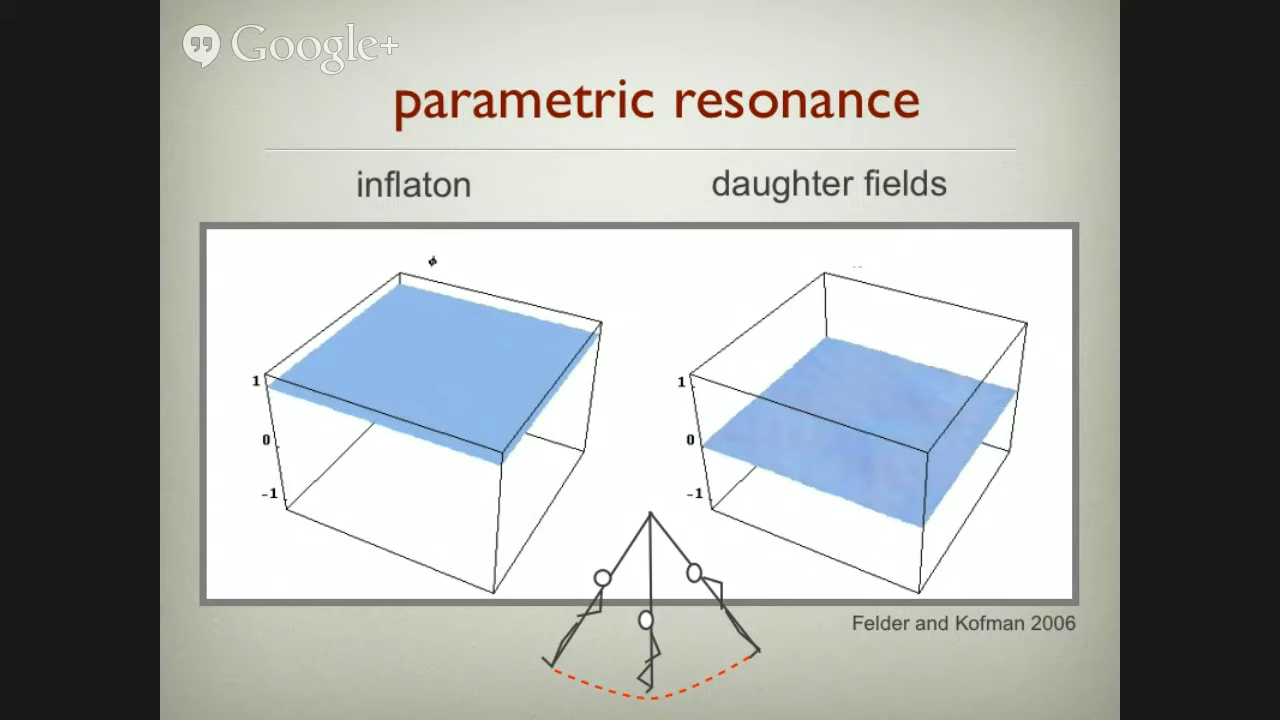 Google+
parametric resonance
inflaton
daughter fields
ϕ
1
0
-1
1
0
-1
Felder and Kofman 2006